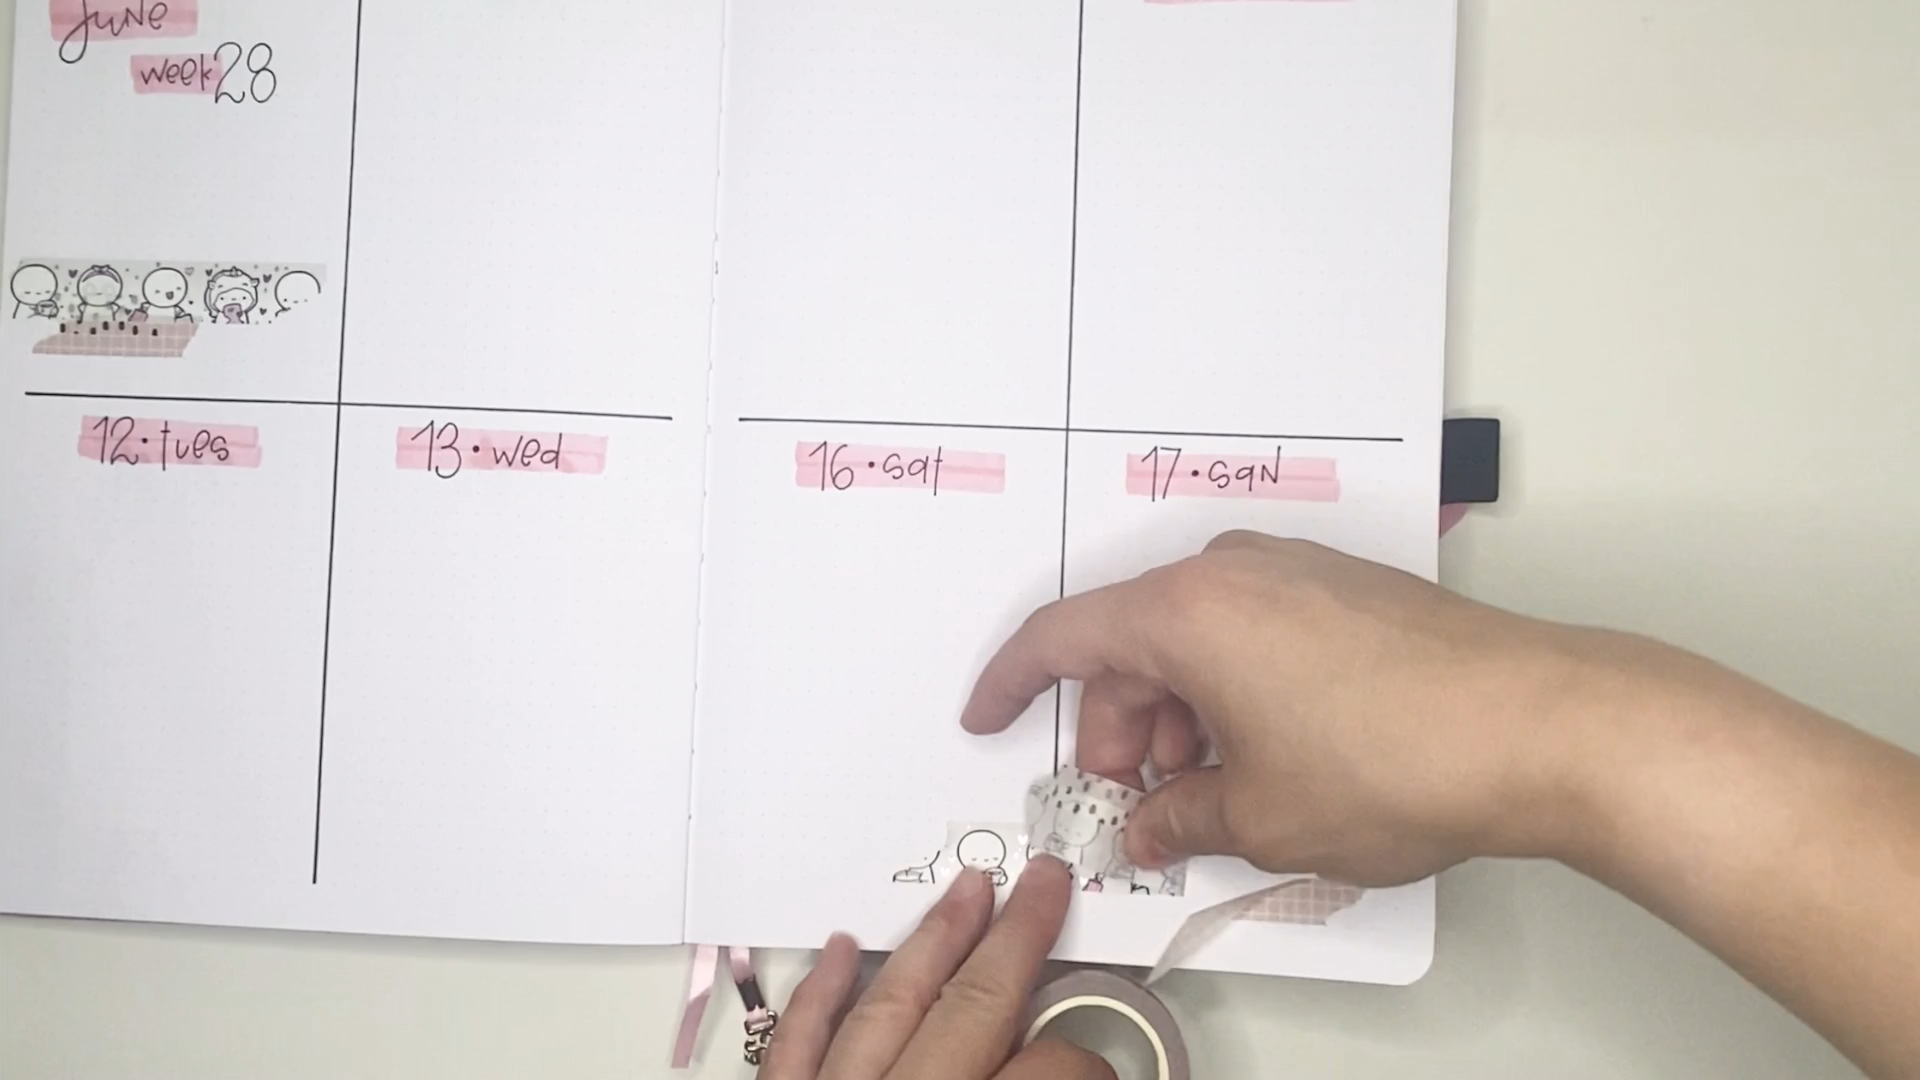 June
week 28
12 • tues
13 • wed
16 • sat
17 • sun